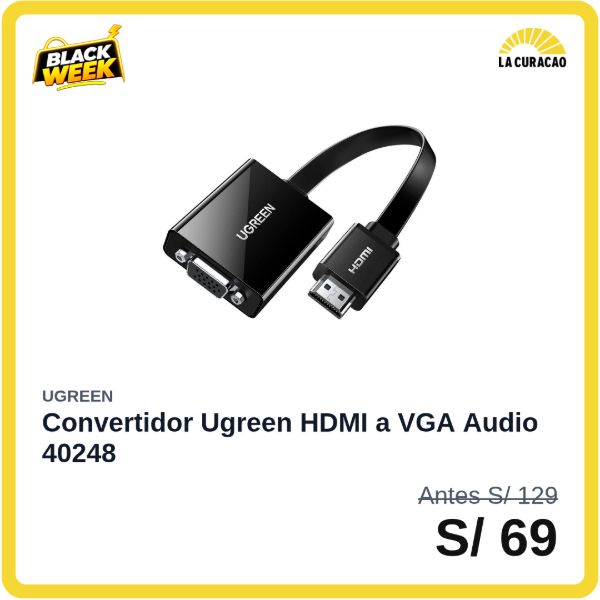 BLACK
WEEK
LA CURACAO
UGREEN
HDMI
UGREEN
Convertidor Ugreen HDMI a VGA Audio
40248
Antes S/ 129
S/ 69